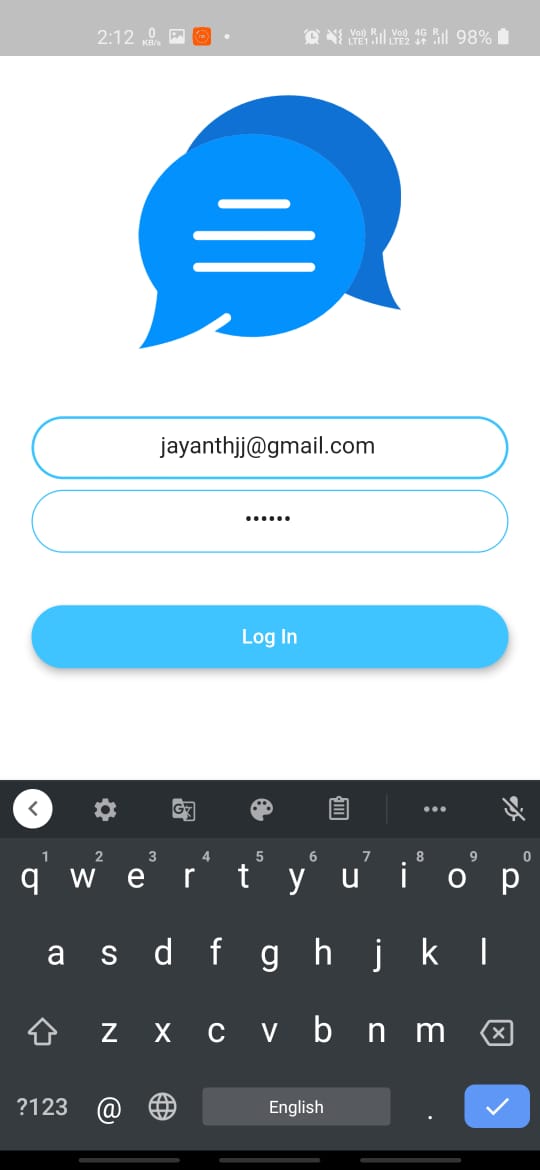 2:12 0 KB/s Vo) LTE1 R Vo) LTE2 4G R 98%
jayanthjj@gmail.com
••••••
Log In
1 2 3 4 5 6 7 8 9 0
q w e r t y u i o p
a s d f g h j k l
z x c v b n m
?123 @ English .